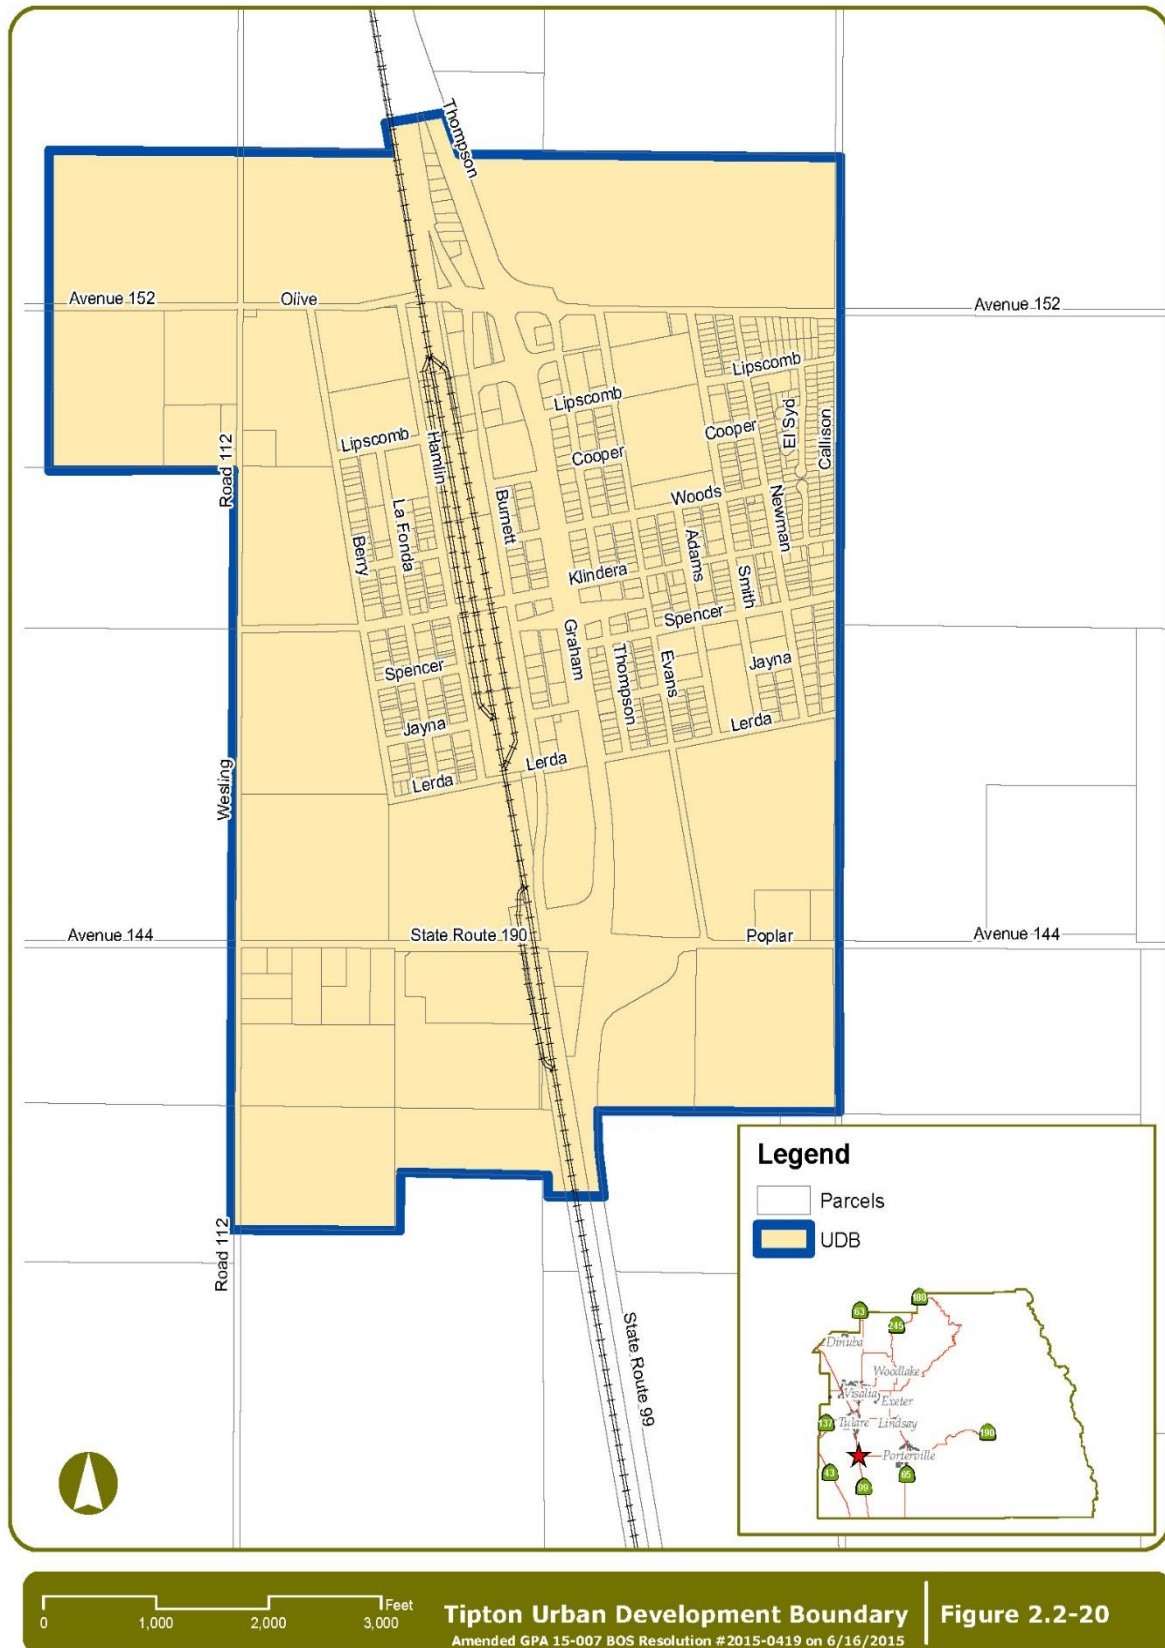 Thompson
Avenue 152
Olive
Avenue 152
Lipscomb
Lipscomb
Lipscomb
El Syd
Callison
Cooper
Cooper
Hamlin
Road 112
Woods
Burnett
La Fonda
Newman
Berry
Adams
Klindera
Smith
Spencer
Graham
Thompson
Evans
Jayna
Spencer
Jayna
Lerda
Lerda
Lerda
Wesling
Avenue 144
State Route 190
Poplar
Avenue 144
Road 112
State Route 99
Legend
Parcels
UDB
180
63
245
Dinuba
Woodlake
Visalia
Exeter
137
Tulare
Lindsay
190
Porterville
43
65
99
Feet
0
1,000
2,000
3,000
Tipton Urban Development Boundary
Amended GPA 15-007 BOS Resolution #2015-0419 on 6/16/2015
Figure 2.2-20